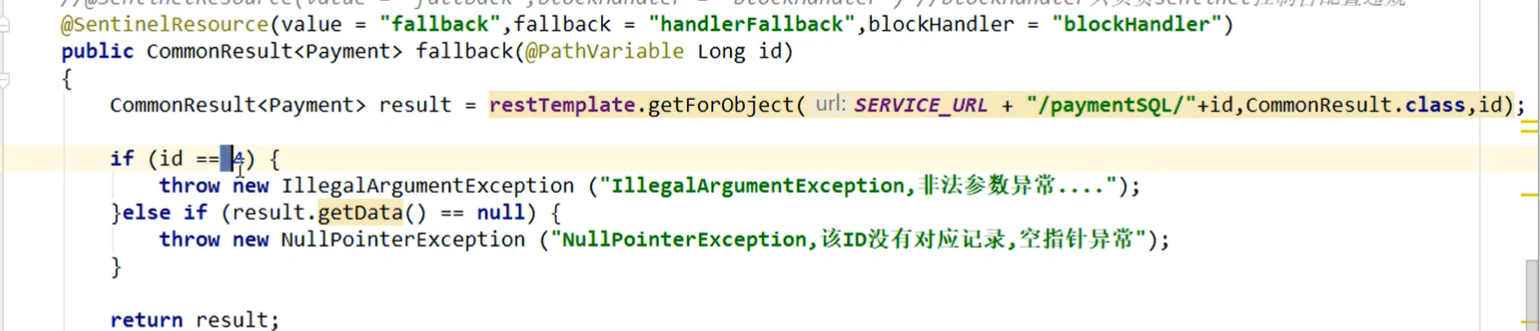 //@SentinelResource(value = "fallback",blockHandler = "blockHandler") //blockHandler只负责sentinel控制台配置违规
@SentinelResource(value = "fallback",fallback = "handlerFallback",blockHandler = "blockHandler")
public CommonResult<Payment> fallback(@PathVariable Long id)
{
CommonResult<Payment> result = restTemplate.getForObject( url: SERVICE_URL + "/paymentSQL/"+id,CommonResult.class,id);
if (id == 4) {
throw new IllegalArgumentException ("IllegalArgumentException,非法参数异常....");
}else if (result.getData() == null) {
throw new NullPointerException ("NullPointerException,该ID没有对应记录,空指针异常");
}
return result;